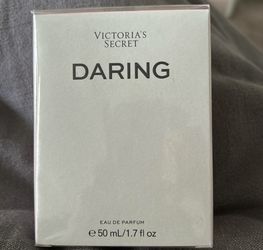 VICTORIA'S
SECRET
DARING
EAU DE PARFUM
℮ 50 mL/1.7 fl oz